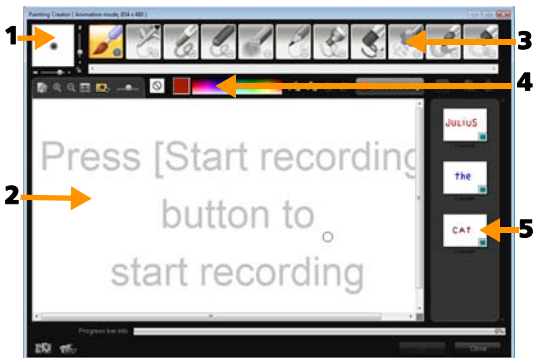 Painting Creator ( Animation mode, 854 x 480 )
1
3
4
Press [Start recording
button to
start recording
2
JULIUS
the
CAT
5
Progress bar info
0%
Close